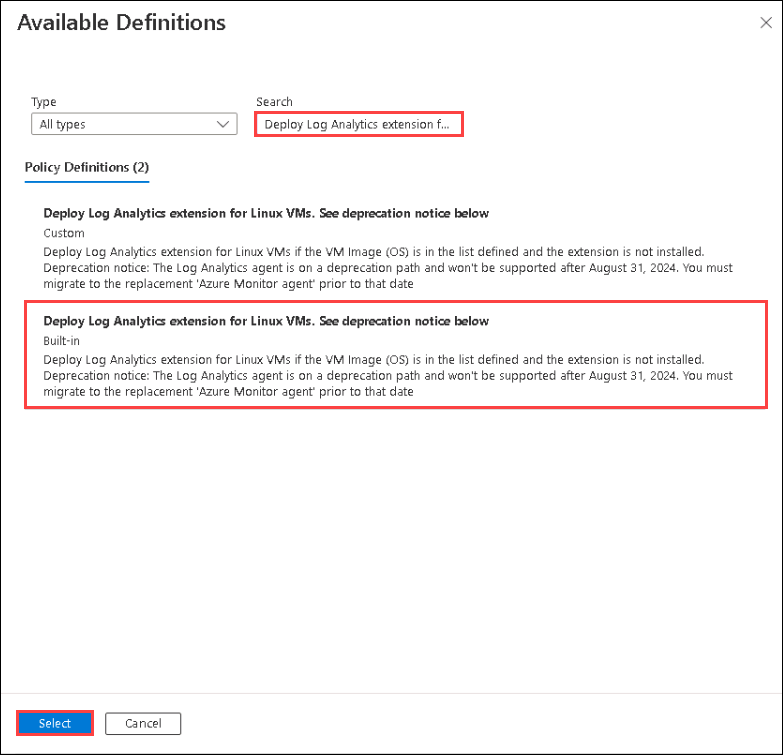 Available Definitions
Type
Search
All types
Deploy Log Analytics extension f...
Policy Definitions (2)
Deploy Log Analytics extension for Linux VMs. See deprecation notice below
Custom
Deploy Log Analytics extension for Linux VMs if the VM Image (OS) is in the list defined and the extension is not installed.
Deprecation notice: The Log Analytics agent is on a deprecation path and won't be supported after August 31, 2024. You must
migrate to the replacement 'Azure Monitor agent' prior to that date
Deploy Log Analytics extension for Linux VMs. See deprecation notice below
Built-in
Deploy Log Analytics extension for Linux VMs if the VM Image (OS) is in the list defined and the extension is not installed.
Deprecation notice: The Log Analytics agent is on a deprecation path and won't be supported after August 31, 2024. You must
migrate to the replacement 'Azure Monitor agent' prior to that date
Select
Cancel